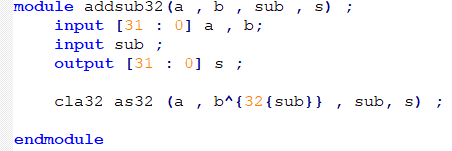 module addsub32(a , b , sub , s) ;
input [31 : 0] a , b;
input sub ;
output [31 : 0] s ;
cla32 as32 (a , b^{32{sub}} , sub, s) ;
endmodule